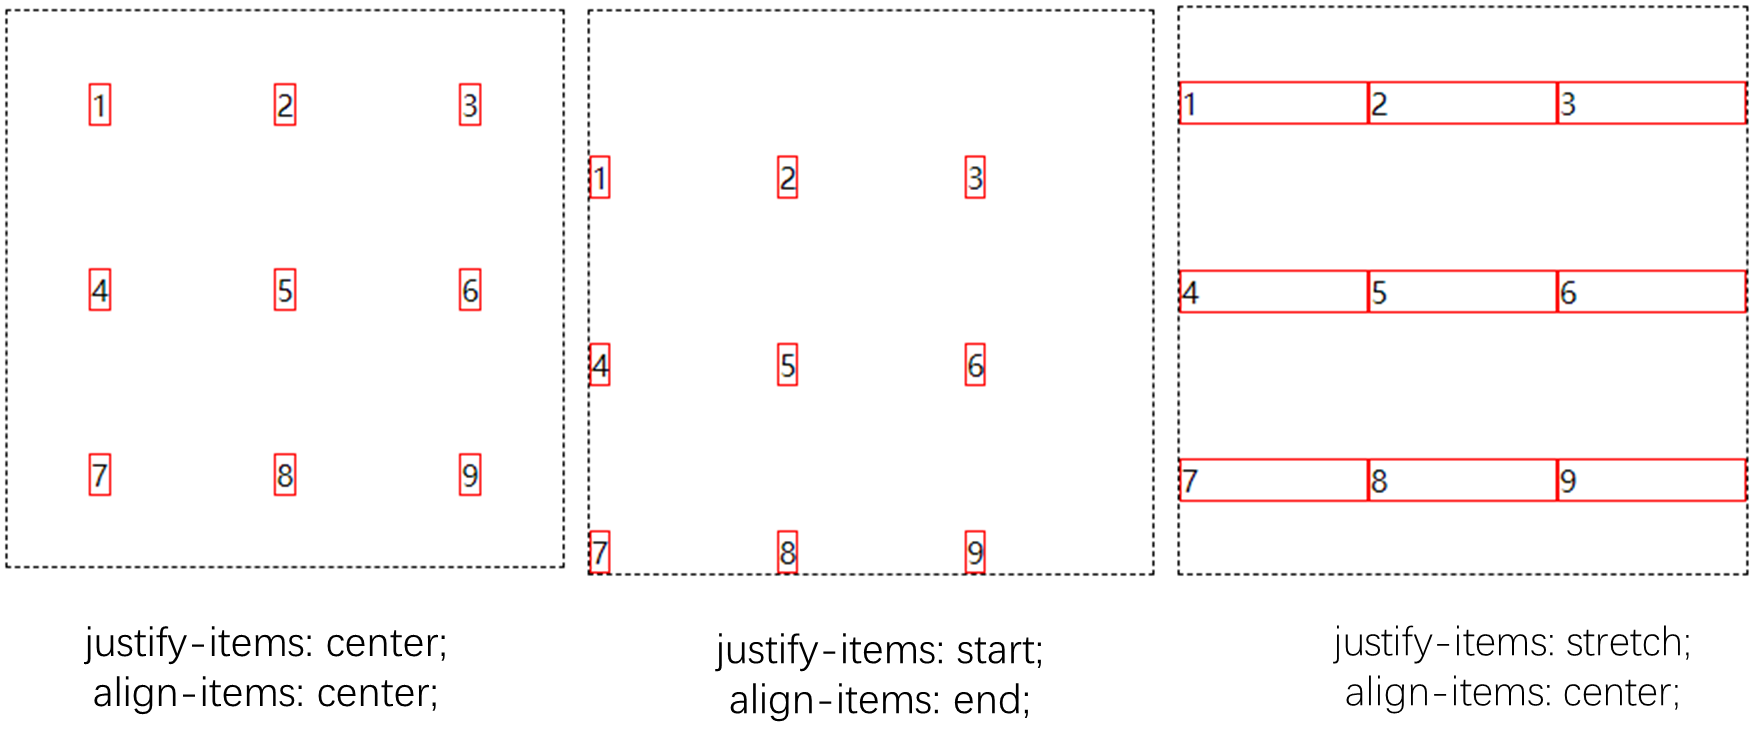 1 2 3
4 5 6
7 8 9
justify-items: center;
align-items: center;
1 2 3
4 5 6
7 8 9
justify-items: start;
align-items: end;
1 2 3
4 5 6
7 8 9
justify-items: stretch;
align-items: center;